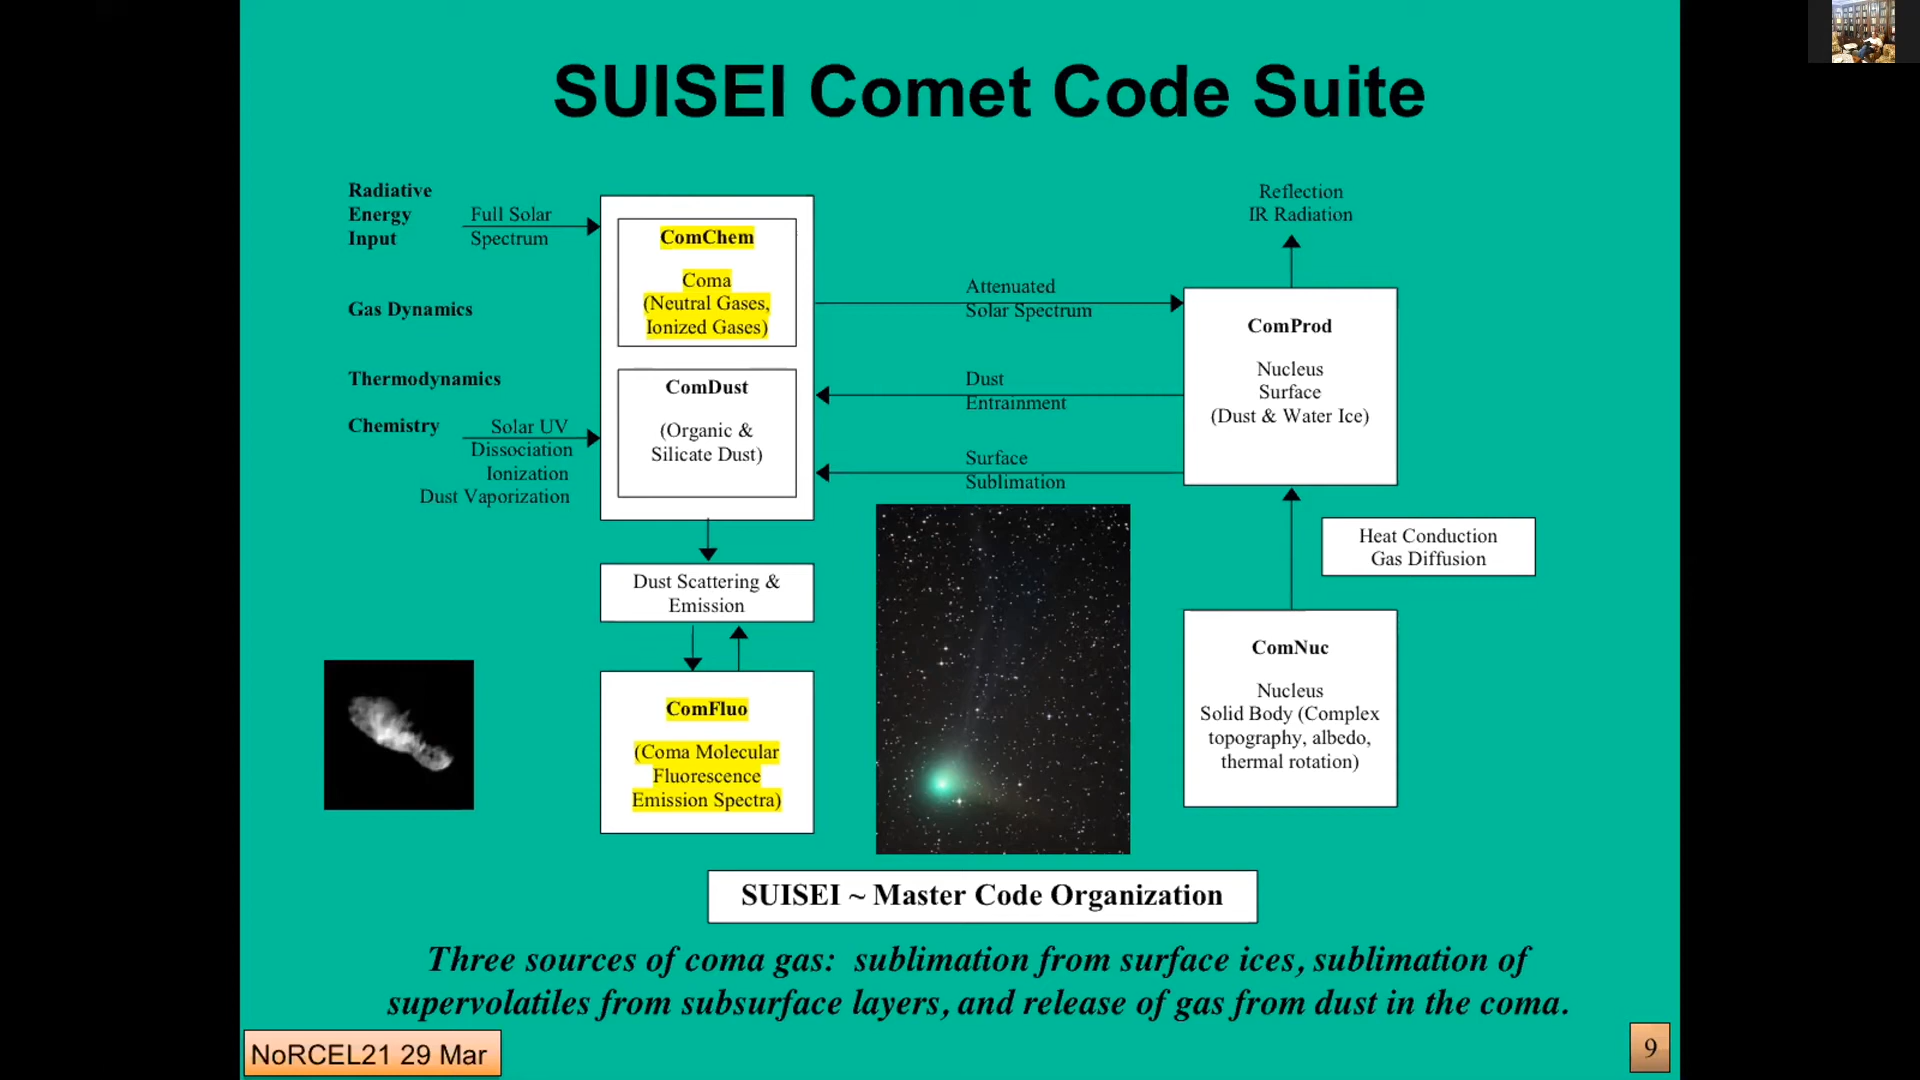 SUISEI Comet Code Suite
Radiative
Energy
Input
Full Solar
Spectrum
Gas Dynamics
Thermodynamics
Chemistry
Solar UV
Dissociation
Ionization
Dust Vaporization
ComChem
Coma
(Neutral Gases,
Ionized Gases)
ComDust
(Organic &
Silicate Dust)
Attenuated
Solar Spectrum
Dust
Entrainment
Surface
Sublimation
Reflection
IR Radiation
ComProd
Nucleus
Surface
(Dust & Water Ice)
Heat Conduction
Gas Diffusion
Dust Scattering &
Emission
ComFluo
(Coma Molecular
Fluorescence
Emission Spectra)
ComNuc
Nucleus
Solid Body (Complex
topography, albedo,
thermal rotation)
SUISEI ~ Master Code Organization
Three sources of coma gas: sublimation from surface ices, sublimation of
supervolatiles from subsurface layers, and release of gas from dust in the coma.
NoRCEL21 29 Mar
9